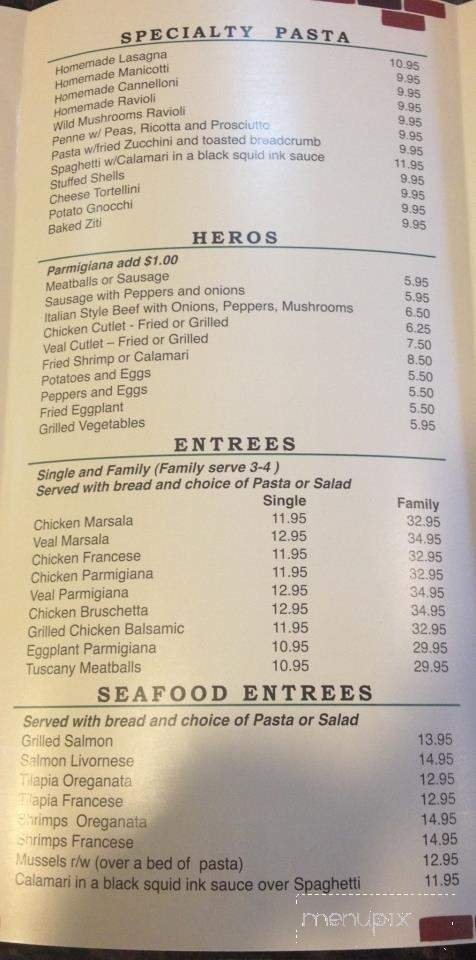 SPECIALTY PASTA
Homemade Lasagna 10.95
Homemade Manicotti 9.95
Homemade Cannelloni 9.95
Homemade Ravioli 9.95
Wild Mushrooms Ravioli 9.95
Penne w/ Peas, Ricotta and Prosciutto 9.95
Pasta w/fried Zucchini and toasted breadcrumb 9.95
Spaghetti w/Calamari in a black squid ink sauce 11.95
Stuffed Shells 9.95
Cheese Tortellini 9.95
Potato Gnocchi 9.95
Baked Ziti 9.95
HEROS
Parmigiana add $1.00
Meatballs or Sausage 5.95
Sausage with Peppers and onions 5.95
Italian Style Beef with Onions, Peppers, Mushrooms 6.50
Chicken Cutlet - Fried or Grilled 6.25
Veal Cutlet – Fried or Grilled 7.50
Fried Shrimp or Calamari 8.50
Potatoes and Eggs 5.50
Peppers and Eggs 5.50
Fried Eggplant 5.50
Grilled Vegetables 5.95
ENTREES
Single and Family (Family serve 3-4 )
Served with bread and choice of Pasta or Salad
Single Family
Chicken Marsala 11.95 32.95
Veal Marsala 12.95 34.95
Chicken Francese 11.95 32.95
Chicken Parmigiana 11.95 32.95
Veal Parmigiana 12.95 34.95
Chicken Bruschetta 12.95 34.95
Grilled Chicken Balsamic 11.95 32.95
Eggplant Parmigiana 10.95 29.95
Tuscany Meatballs 10.95 29.95
SEAFOOD ENTREES
Served with bread and choice of Pasta or Salad
Grilled Salmon 13.95
Salmon Livornese 14.95
Tilapia Oreganata 12.95
Tilapia Francese 12.95
Shrimps Oreganata 14.95
Shrimps Francese 14.95
Mussels r/w (over a bed of pasta) 12.95
Calamari in a black squid ink sauce over Spaghetti 11.95
menupix